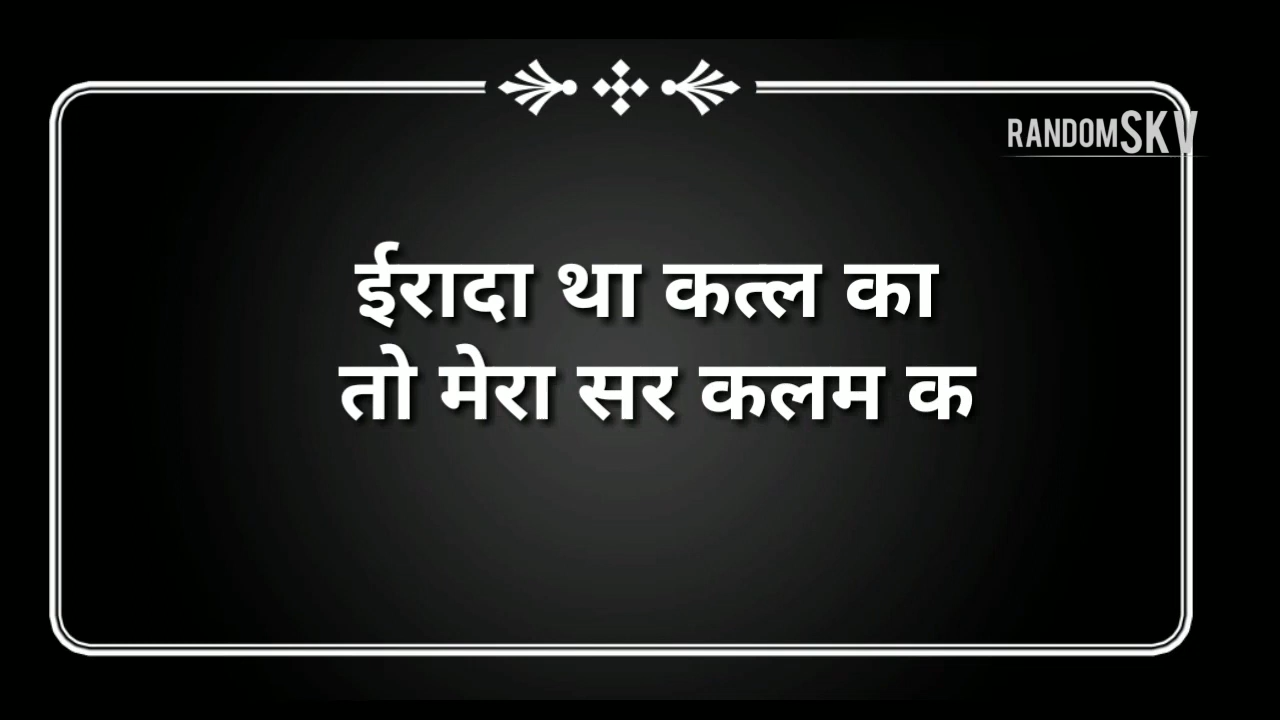 RANDOMSKV
ईरादा था कत्ल का
तो मेरा सर कलम क